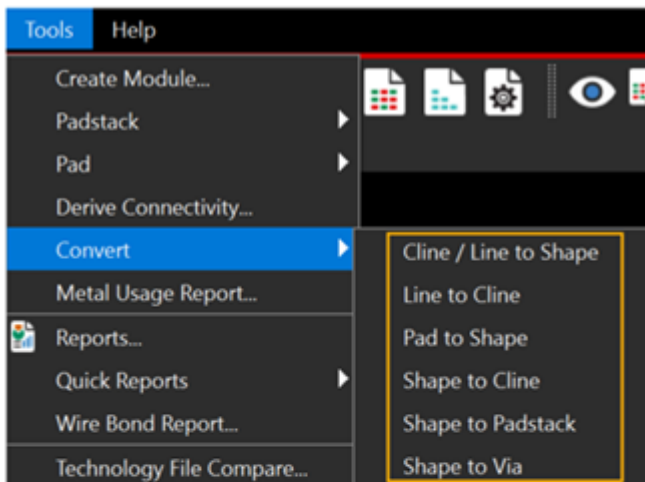 Tools Help
Create Module...
Padstack
Pad
Derive Connectivity...
Convert
Metal Usage Report...
Reports...
Quick Reports
Wire Bond Report...
Technology File Compare...
Cline / Line to Shape
Line to Cline
Pad to Shape
Shape to Cline
Shape to Padstack
Shape to Via